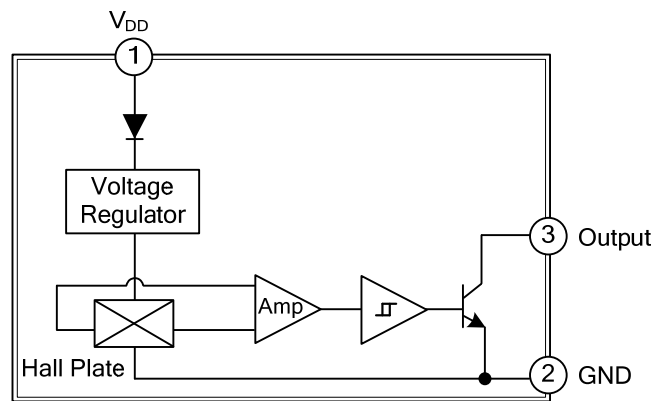 VDD
1
Voltage
Regulator
3 Output
Amp
Hall Plate
2 GND